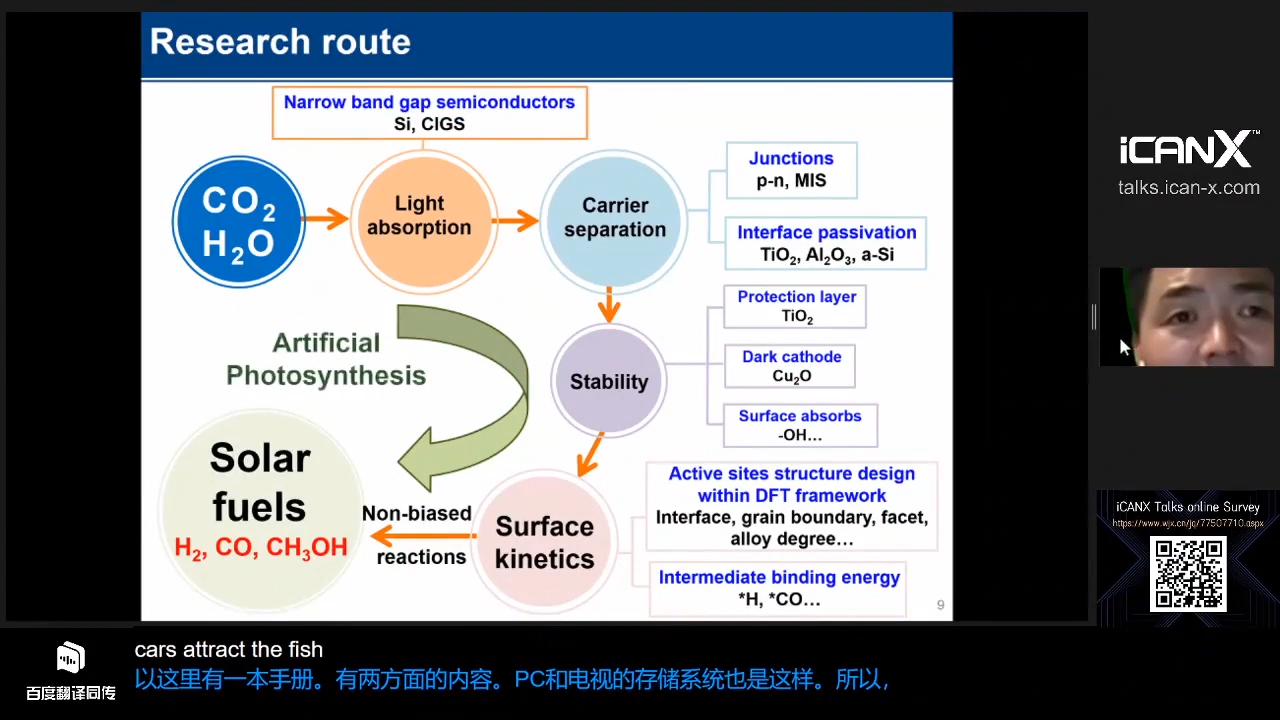 Research route
Narrow band gap semiconductors
Si, CIGS
CO₂
H₂O
Light
absorption
Carrier
separation
Junctions
p-n, MIS
Interface passivation
TiO₂, Al₂O₃, a-Si
Protection layer
TiO₂
Stability
Dark cathode
Cu₂O
Surface absorbs
-OH…
Artificial
Photosynthesis
Solar
fuels
H₂, CO, CH₃OH
Non-biased
reactions
Surface
kinetics
Active sites structure design
within DFT framework
Interface, grain boundary, facet,
alloy degree…
Intermediate binding energy
*H, *CO…
9
iCANX™
talks.ican-x.com
iCANX Talks online Survey
https://www.wjx.cn/jq/77507710.aspx
百度翻译同传
cars attract the fish
以这里有一本手册。有两方面的内容。PC和电视的存储系统也是这样。所以,